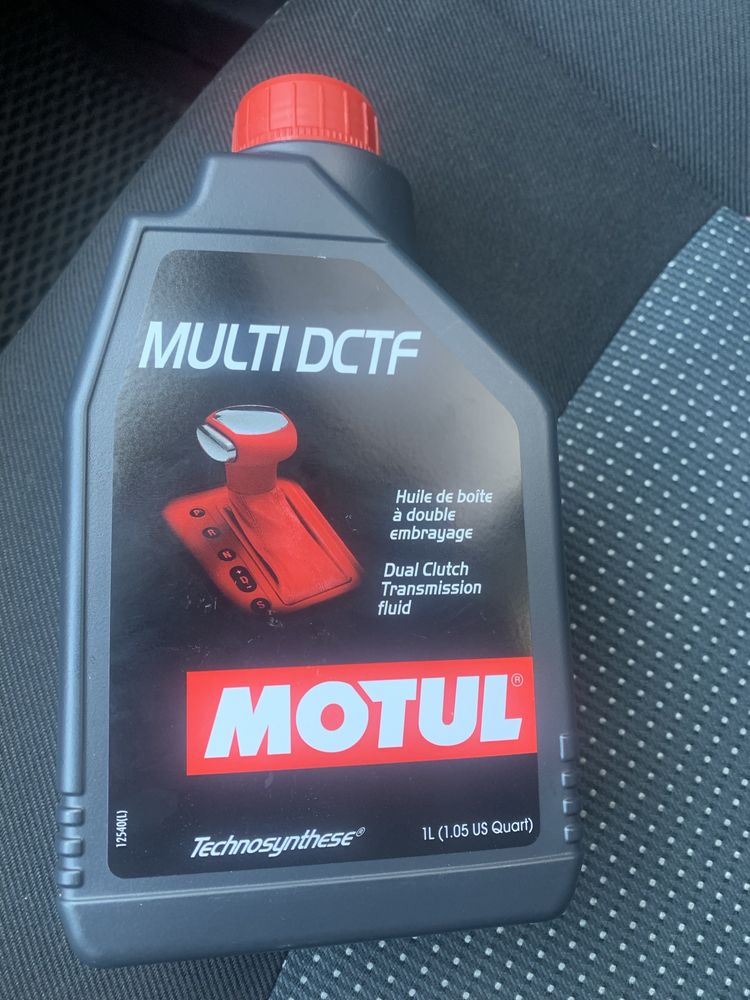 MULTI DCTF
Huile de boîte
à double
embrayage
Dual Clutch
Transmission
fluid
P
R
N
+D-
S
MOTUL®
12540(L)
Technosynthese®
1L (1.05 US Quart)